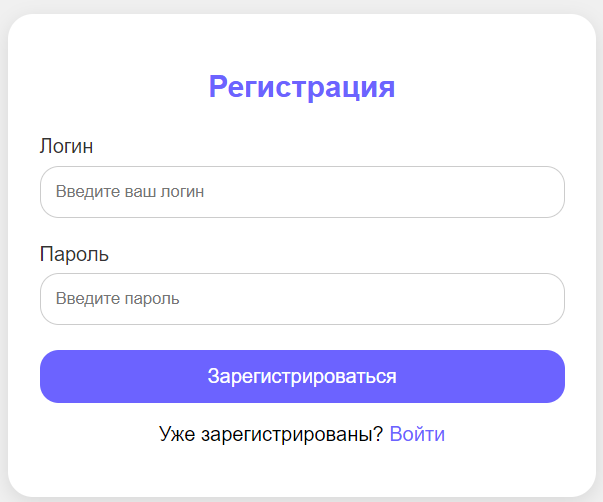 Регистрация
Логин
Введите ваш логин
Пароль
Введите пароль
Зарегистрироваться
Уже зарегистрированы? Войти